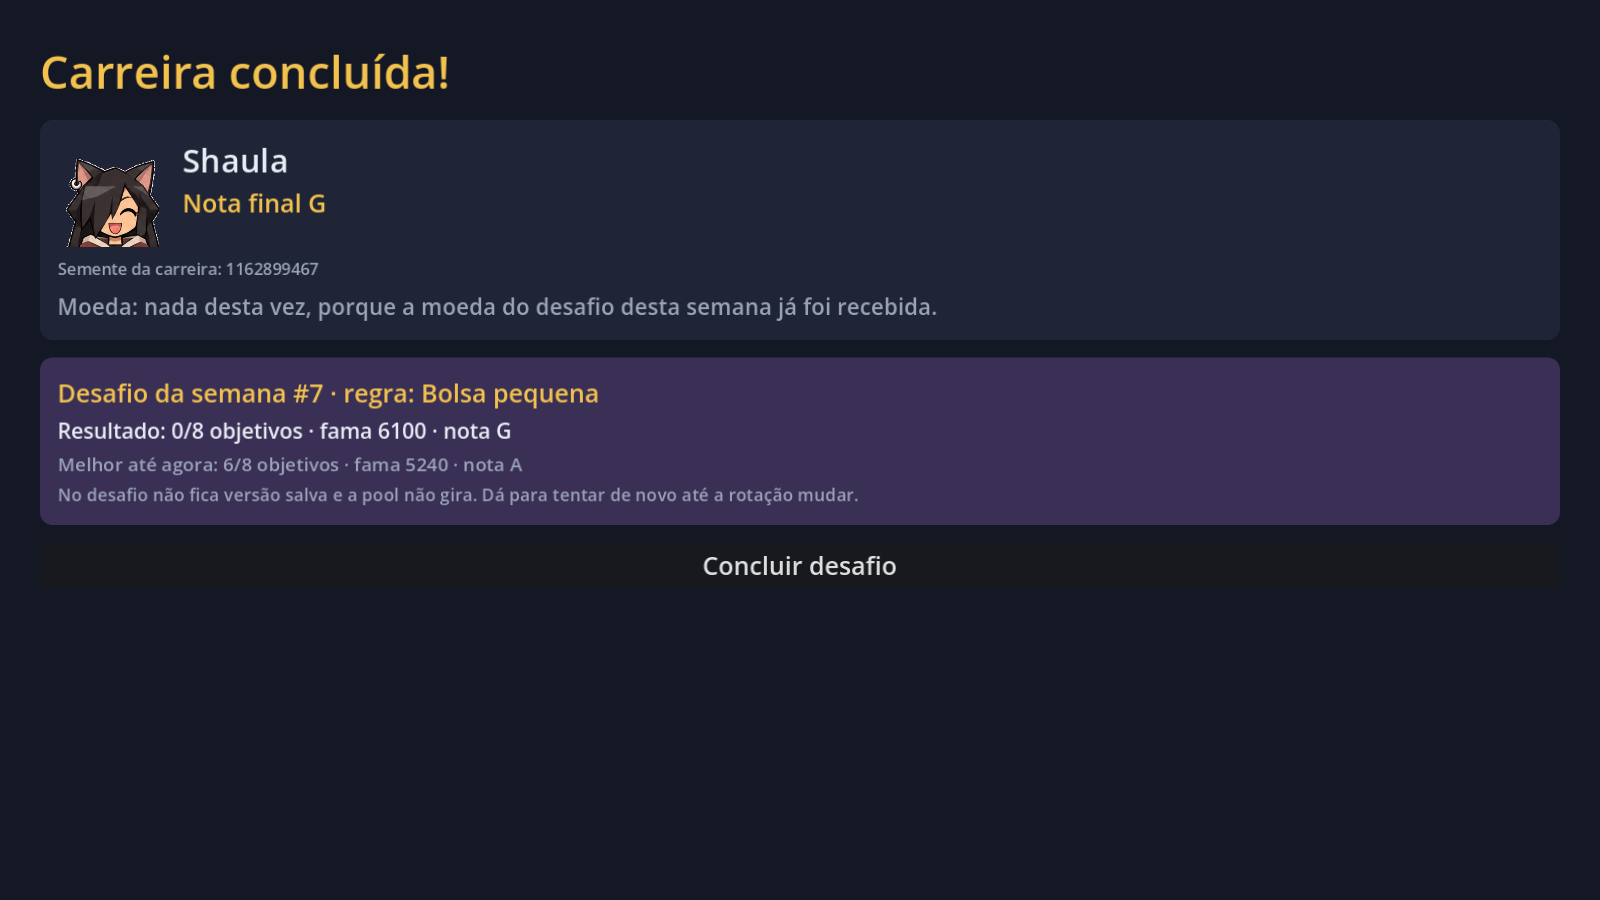 Carreira concluída!
Shaula
Nota final G
Semente da carreira: 1162899467
Moeda: nada desta vez, porque a moeda do desafio desta semana já foi recebida.
Desafio da semana #7 · regra: Bolsa pequena
Resultado: 0/8 objetivos · fama 6100 · nota G
Melhor até agora: 6/8 objetivos · fama 5240 · nota A
No desafio não fica versão salva e a pool não gira. Dá para tentar de novo até a rotação mudar.
Concluir desafio